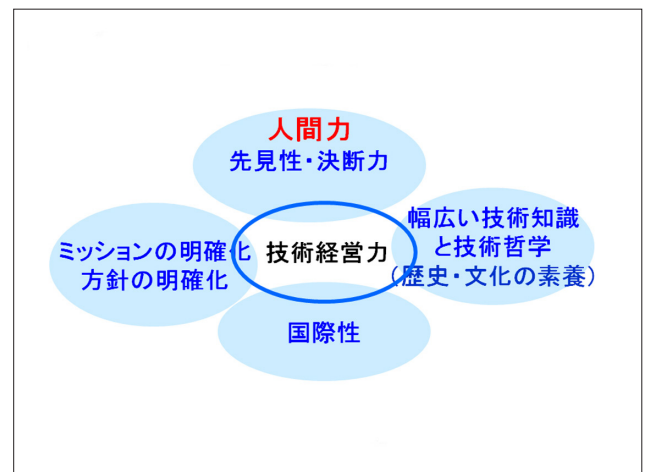 人間力
先見性・決断力
ミッションの明確化
方針の明確化
技術経営力
幅広い技術知識
と技術哲学
(歴史・文化の素養)
国際性